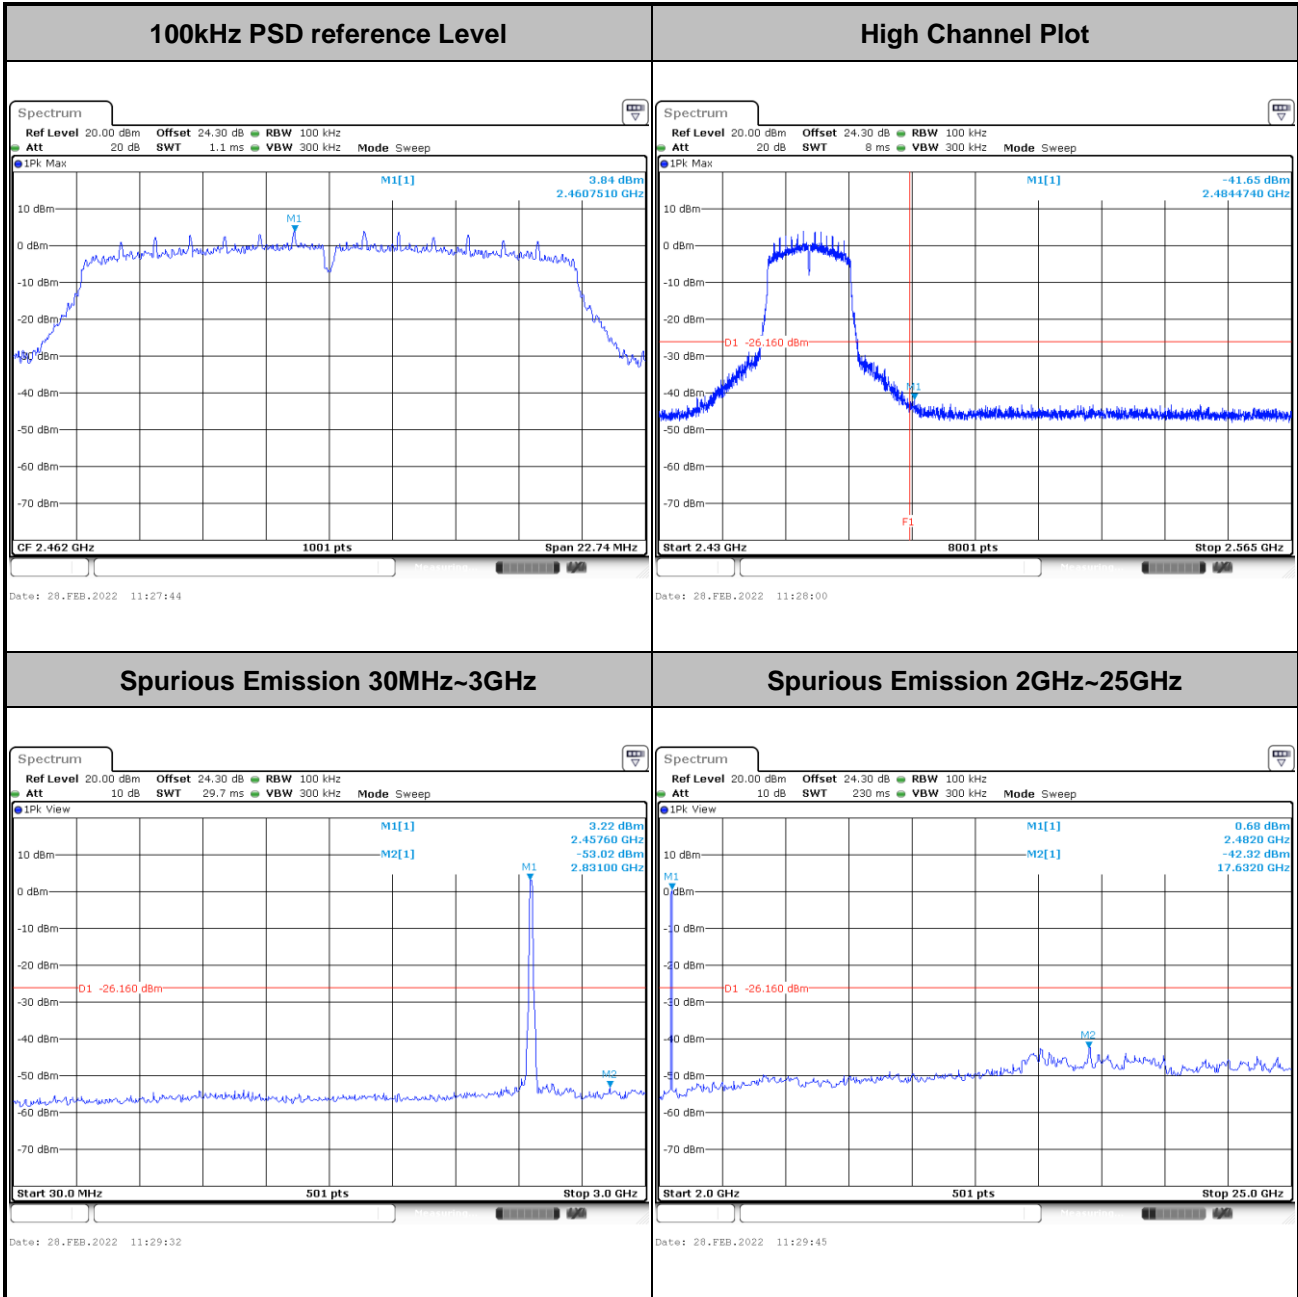 100kHz PSD reference Level
High Channel Plot
Spectrum
Ref Level 20.00 dBm Offset 24.30 dB RBW 100 kHz
Att 20 dB SWT 1.1 ms VBW 300 kHz Mode Sweep
1Pk Max
M1[1] 3.84 dBm
2.4607510 GHz
10 dBm
M1
0 dBm
-10 dBm
-20 dBm
-30 dBm
-40 dBm
-50 dBm
-60 dBm
-70 dBm
CF 2.462 GHz 1001 pts Span 22.74 MHz
Measuring
Date: 28.FEB.2022 11:27:44
Spectrum
Ref Level 20.00 dBm Offset 24.30 dB RBW 100 kHz
Att 20 dB SWT 8 ms VBW 300 kHz Mode Sweep
1Pk Max
M1[1] -41.65 dBm
2.4844740 GHz
10 dBm
0 dBm
-10 dBm
-20 dBm
D1 -26.160 dBm
-30 dBm
-40 dBm
M1
-50 dBm
-60 dBm
-70 dBm
F1
Start 2.43 GHz 8001 pts Stop 2.565 GHz
Measuring
Date: 28.FEB.2022 11:28:00
Spurious Emission 30MHz~3GHz
Spurious Emission 2GHz~25GHz
Spectrum
Ref Level 20.00 dBm Offset 24.30 dB RBW 100 kHz
Att 10 dB SWT 29.7 ms VBW 300 kHz Mode Sweep
1Pk View
M1[1] 3.22 dBm
2.45760 GHz
10 dBm
M2[1] -53.02 dBm
2.83100 GHz
M1
0 dBm
-10 dBm
-20 dBm
D1 -26.160 dBm
-30 dBm
-40 dBm
-50 dBm
M2
-60 dBm
-70 dBm
Start 30.0 MHz 501 pts Stop 3.0 GHz
Measuring
Date: 28.FEB.2022 11:29:32
Spectrum
Ref Level 20.00 dBm Offset 24.30 dB RBW 100 kHz
Att 10 dB SWT 230 ms VBW 300 kHz Mode Sweep
1Pk View
M1[1] 0.68 dBm
2.4820 GHz
10 dBm
M2[1] -42.32 dBm
17.6320 GHz
M1
0 dBm
-10 dBm
-20 dBm
D1 -26.160 dBm
-30 dBm
-40 dBm
M2
-50 dBm
-60 dBm
-70 dBm
Start 2.0 GHz 501 pts Stop 25.0 GHz
Measuring
Date: 28.FEB.2022 11:29:45